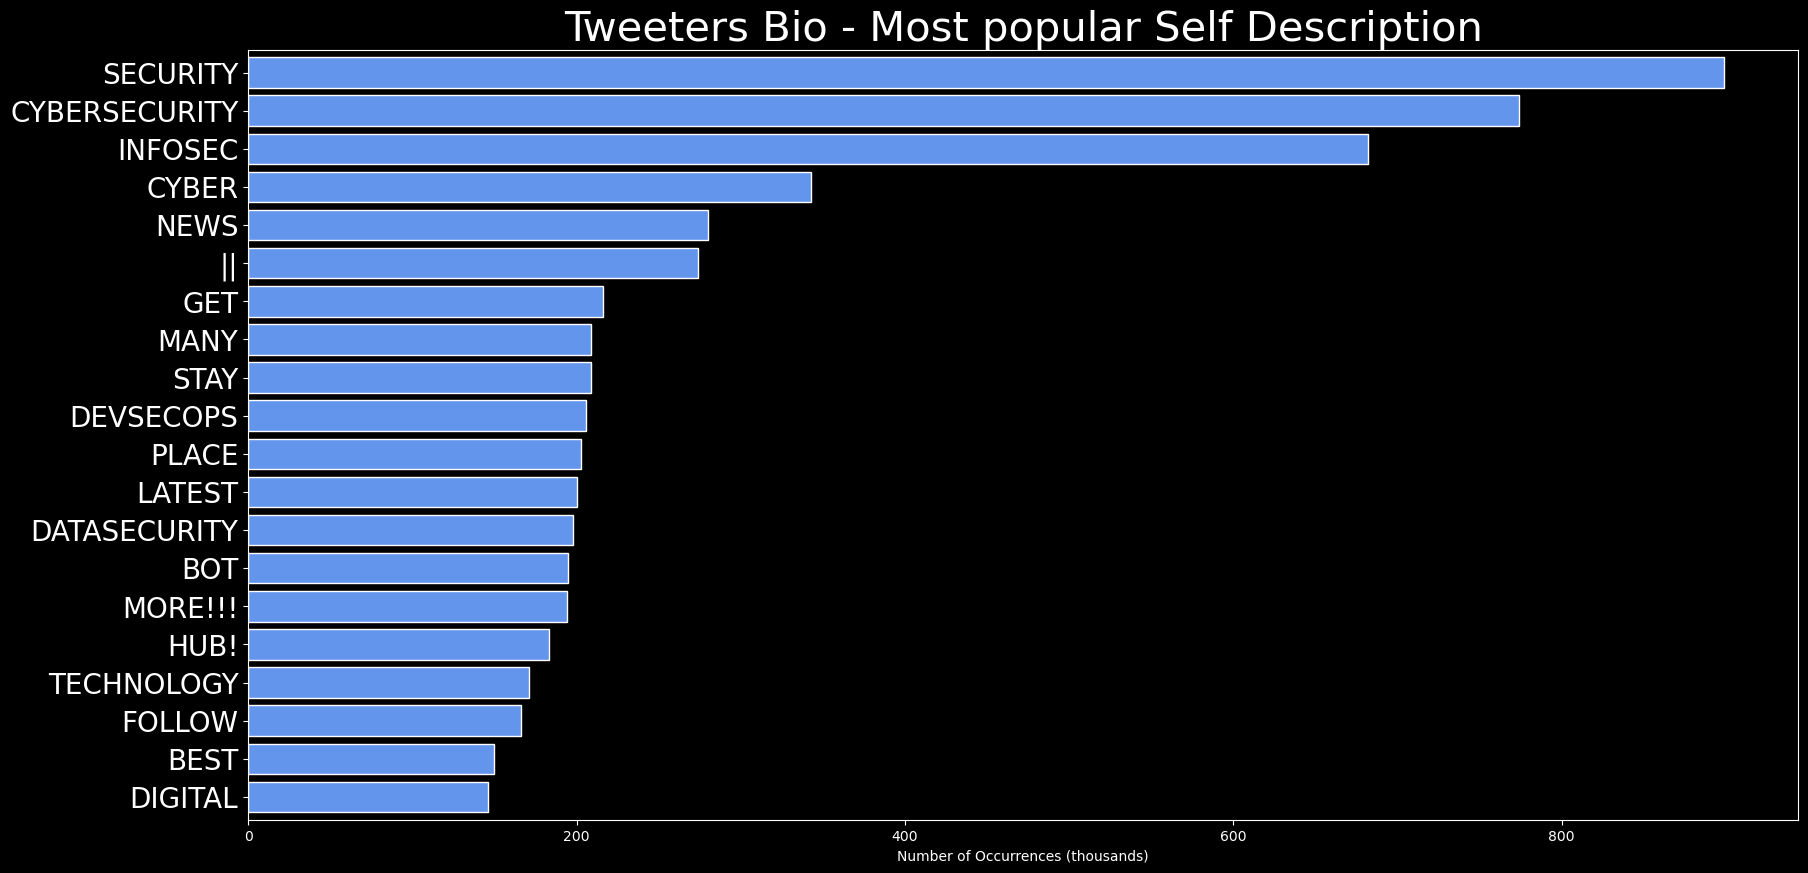 Tweeters Bio - Most popular Self Description
SECURITY
CYBERSECURITY
INFOSEC
CYBER
NEWS
||
GET
MANY
STAY
DEVSECOPS
PLACE
LATEST
DATASECURITY
BOT
MORE!!!
HUB!
TECHNOLOGY
FOLLOW
BEST
DIGITAL
0 200 400 600 800
Number of Occurrences (thousands)